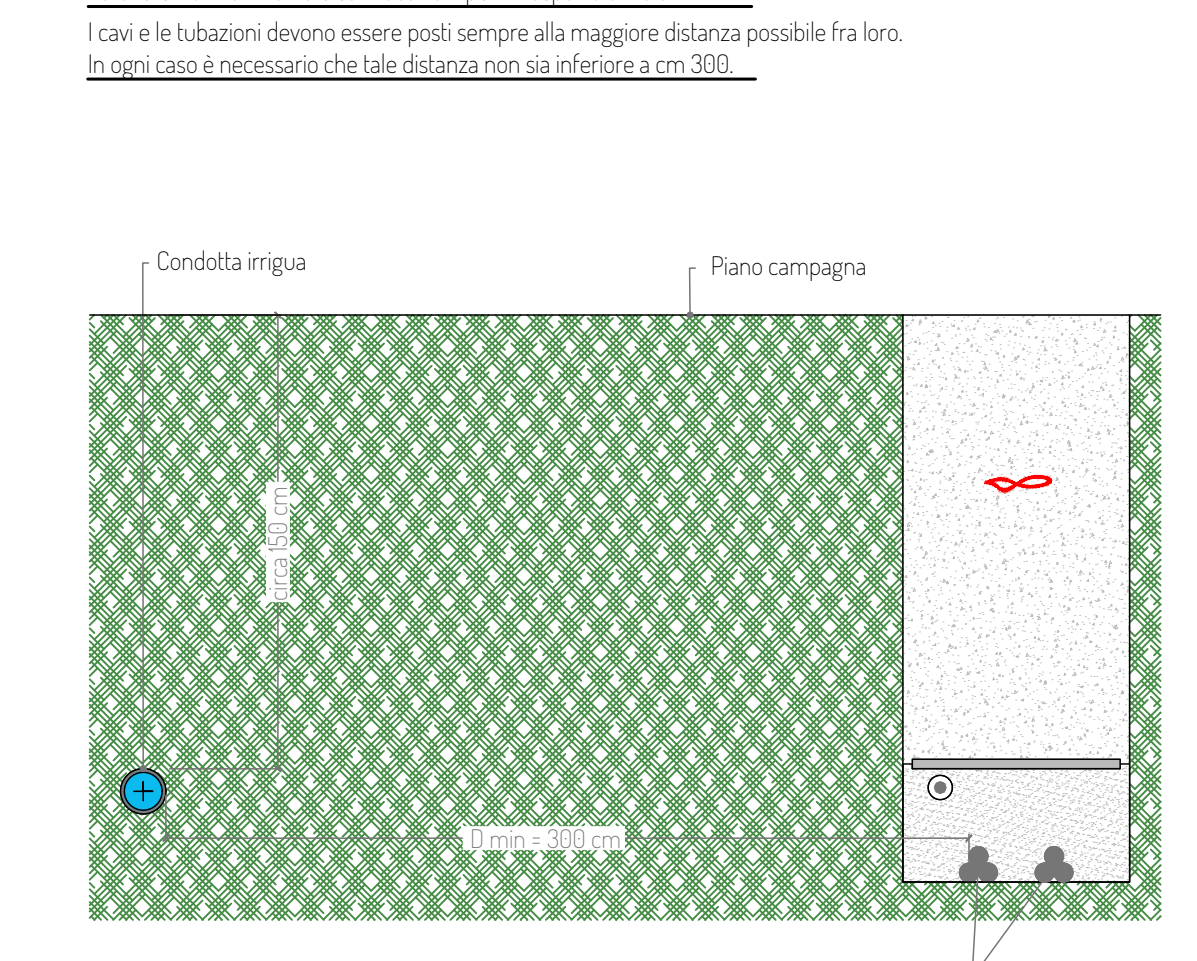 I cavi e le tubazioni devono essere posti sempre alla maggiore distanza possibile fra loro.
In ogni caso è necessario che tale distanza non sia inferiore a cm 300.
Condotta irrigua
Piano campagna
circa 150 cm
D min = 300 cm